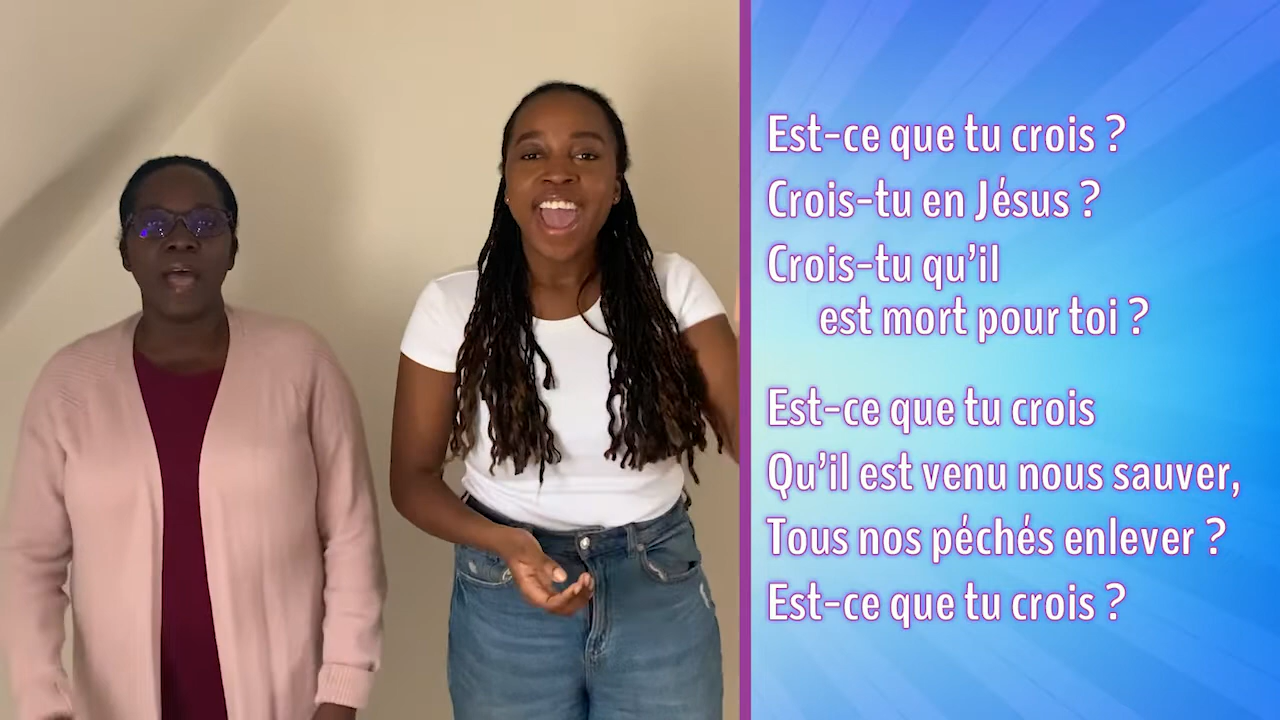 Est-ce que tu crois ?
Crois-tu en Jésus ?
Crois-tu qu’il
est mort pour toi ?
Est-ce que tu crois
Qu’il est venu nous sauver,
Tous nos péchés enlever ?
Est-ce que tu crois ?